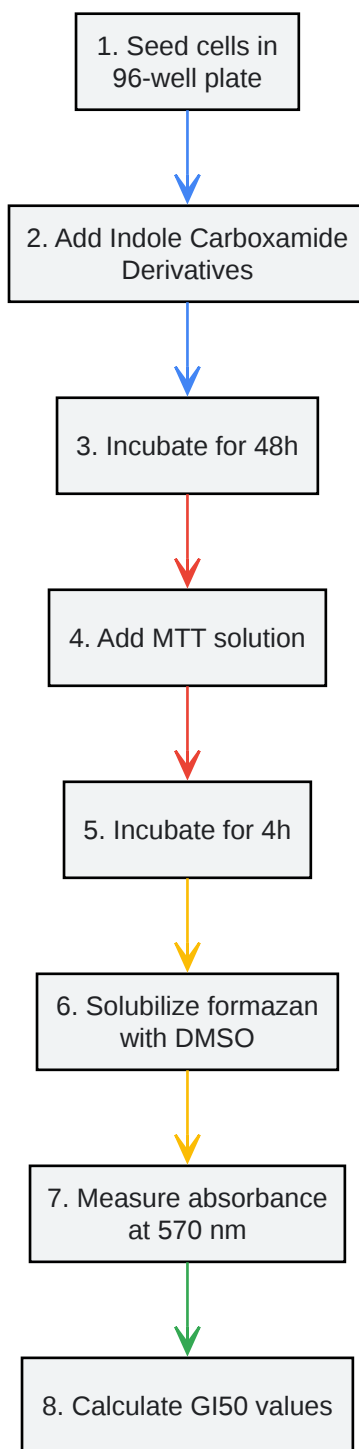 1. Seed cells in
96-well plate
2. Add Indole Carboxamide
Derivatives
3. Incubate for 48h
4. Add MTT solution
5. Incubate for 4h
6. Solubilize formazan
with DMSO
7. Measure absorbance
at 570 nm
8. Calculate GI50 values